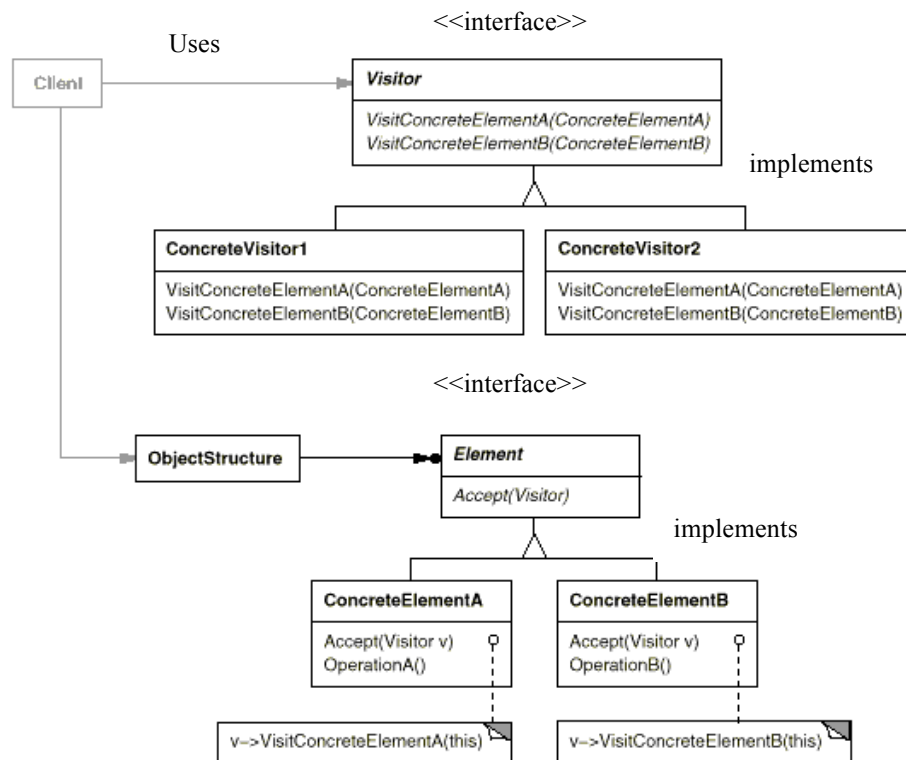 <<interface>>
Uses
Client
Visitor
VisitConcreteElementA(ConcreteElementA)
VisitConcreteElementB(ConcreteElementB)
implements
ConcreteVisitor1
VisitConcreteElementA(ConcreteElementA)
VisitConcreteElementB(ConcreteElementB)
ConcreteVisitor2
VisitConcreteElementA(ConcreteElementA)
VisitConcreteElementB(ConcreteElementB)
<<interface>>
ObjectStructure
Element
Accept(Visitor)
implements
ConcreteElementA
Accept(Visitor v)
OperationA()
ConcreteElementB
Accept(Visitor v)
OperationB()
v->VisitConcreteElementA(this)
v->VisitConcreteElementB(this)